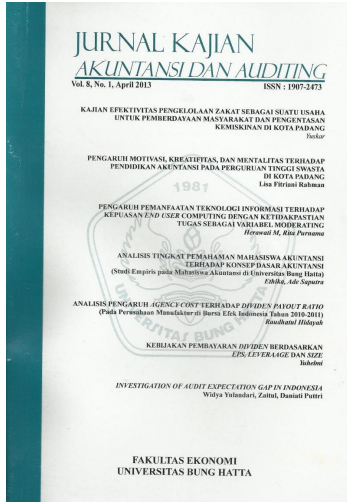 JURNAL KAJIAN
AKUNTANSI DAN AUDITING
Vol. 8, No. 1, April 2013 ISSN : 1907-2473
KAJIAN EFEKTIVITAS PENGELOLAAN ZAKAT SEBAGAI SUATU USAHA
UNTUK PEMBERDAYAAN MASYARAKAT DAN PENGENTASAN
KEMISKINAN DI KOTA PADANG
Yuskar
PENGARUH MOTIVASI, KREATIFITAS, DAN MENTALITAS TERHADAP
PENDIDIKAN AKUNTANSI PADA PERGURUAN TINGGI SWASTA
DI KOTA PADANG
Lisa Fitriani Rahman
1981
PENGARUH PEMANFAATAN TEKNOLOGI INFORMASI TERHADAP
KEPUASAN END USER COMPUTING DENGAN KETIDAKPASTIAN
TUGAS SEBAGAI VARIABEL MODERATING
Herawati M, Rita Purnama
ANALISIS TINGKAT PEMAHAMAN MAHASISWA AKUNTANSI
TERHADAP KONSEP DASAR AKUNTANSI
(Studi Empiris pada Mahasiswa Akuntansi di Universitas Bung Hatta)
Ethika, Ade Saputra
ANALISIS PENGARUH AGENCY COST TERHADAP DIVIDEN PAYOUT RATIO
(Pada Perusahaan Manufaktur di Bursa Efek Indonesia Tahun 2010-2011)
Raudhatul Hidayah
UNIVERSITAS BUNG HATTA
KEBIJAKAN PEMBAYARAN DIVIDEN BERDASARKAN
EPS, LEVERAAGE DAN SIZE
Yuhelmi
INVESTIGATION OF AUDIT EXPECTATION GAP IN INDONESIA
Widya Yulandari, Zaitul, Daniati Puttri
FAKULTAS EKONOMI
UNIVERSITAS BUNG HATTA